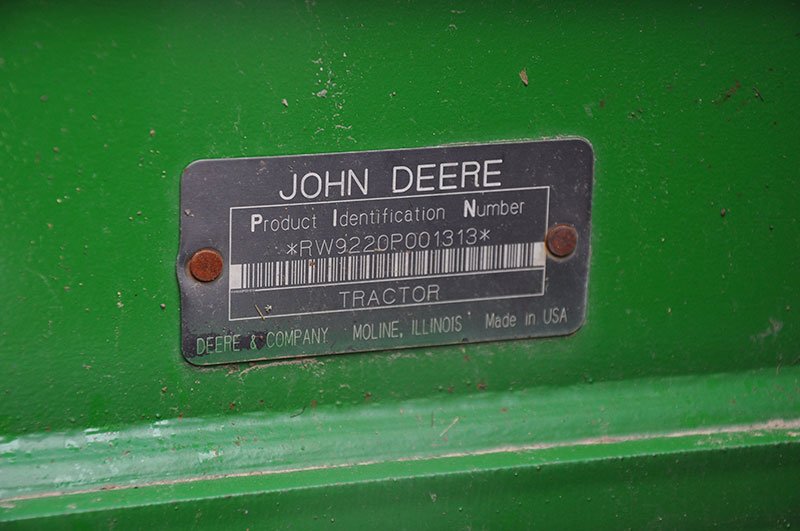 JOHN DEERE
Product Identification Number
*RW9220P001313*
TRACTOR
DEERE & COMPANY MOLINE, ILLINOIS Made in USA